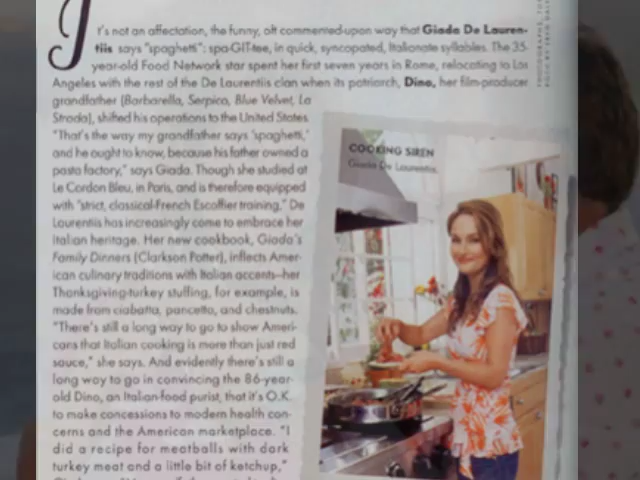 It's not an affectation, the funny, oft commented-upon way that Giada De Lauren-
tiis says "spaghetti": spa-GIT-tee, in quick, syncopated, Italianate syllables. The 35-
year-old Food Network star spent her first seven years in Rome, relocating to Los
Angeles with the rest of the De Laurentiis clan when its patriarch, Dino, her film-producer
grandfather (Barbarella, Serpico, Blue Velvet, La
Strada), shifted his operations to the United States.
"That's the way my grandfather says 'spaghetti,'
and he ought to know, because his father owned a
pasta factory," says Giada. Though she studied at
Le Cordon Bleu, in Paris, and is therefore equipped
with "strict, classical-French Escoffier training," De
Laurentiis has increasingly come to embrace her
Italian heritage. Her new cookbook, Giada's
Family Dinners (Clarkson Potter), inflects Amer-
ican culinary traditions with Italian accents—her
Thanksgiving-turkey stuffing, for example, is
made from ciabatta, pancetta, and chestnuts.
"There's still a long way to go to show Ameri-
cans that Italian cooking is more than just red
sauce," she says. And evidently there's still a
long way to go in convincing the 86-year-
old Dino, an Italian-food purist, that it's O.K.
to make concessions to modern health con-
cerns and the American marketplace. "I
did a recipe for meatballs with dark
turkey meat and a little bit of ketchup,"
COOKING SIREN
Giada De Laurentiis